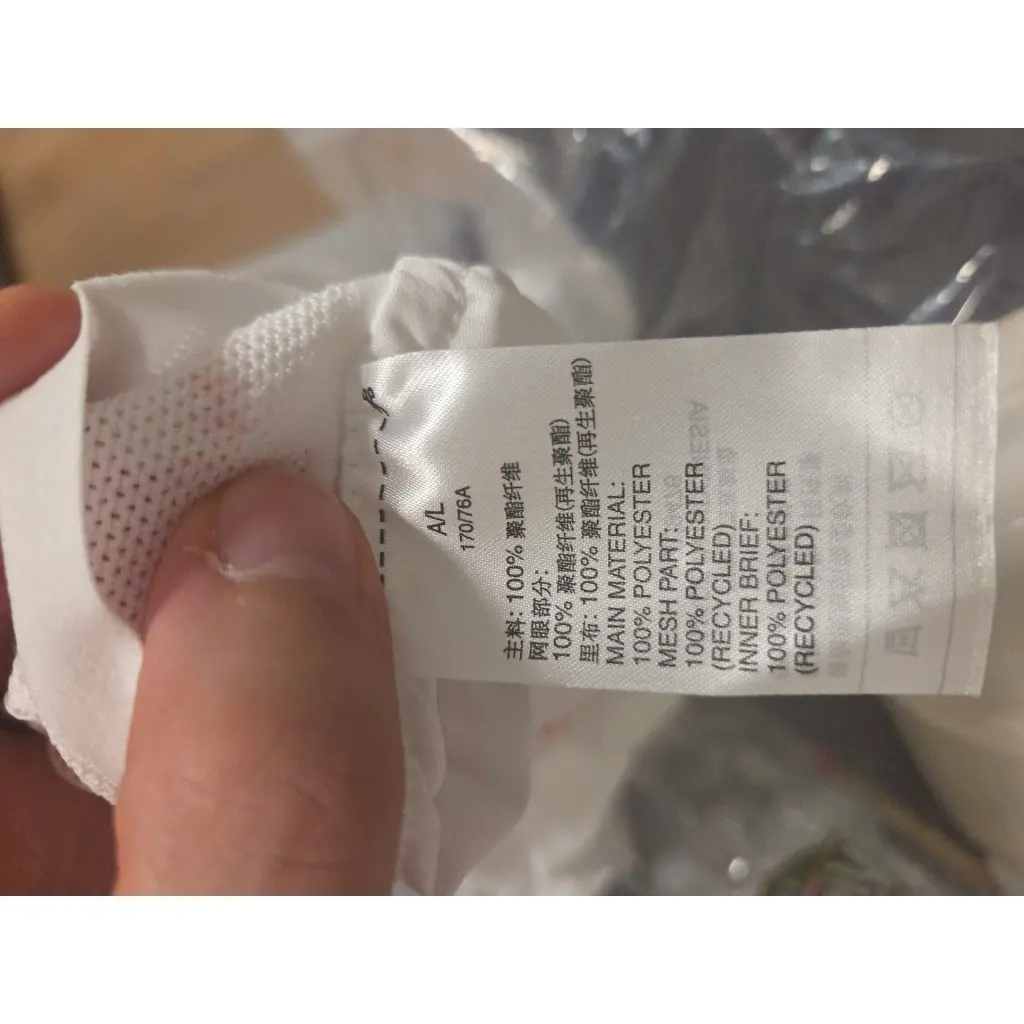 A/L
170/76A
主料: 100% 聚酯纤维
网眼部分:
100% 聚酯纤维(再生聚酯)
里布: 100% 聚酯纤维(再生聚酯)
MAIN MATERIAL:
100% POLYESTER
MESH PART:
100% POLYESTER
(RECYCLED)
INNER BRIEF:
100% POLYESTER
(RECYCLED)